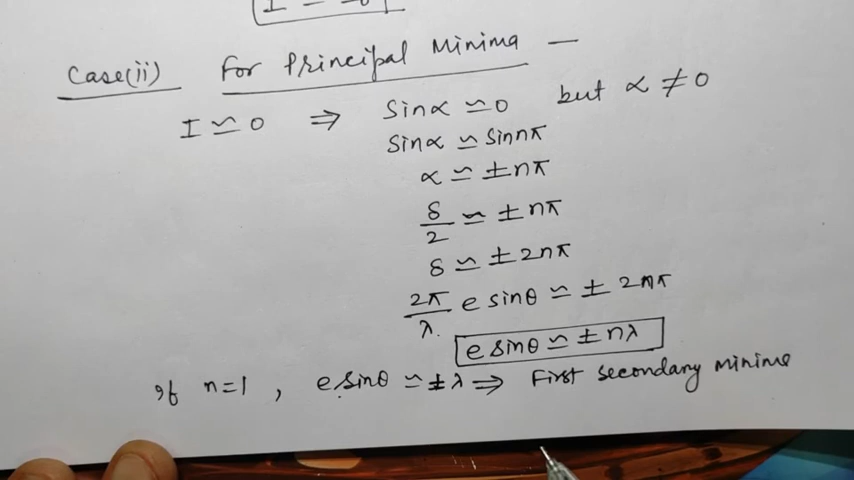 I ≃ I₀
Case(ii) For Principal Minima —
I ≃ 0 ⇒ Sinα ≃ 0 but α ≠ 0
Sinα ≃ Sinnπ
α ≃ ±nπ
δ/2 ≃ ±nπ
δ ≃ ±2nπ
2π/λ. e sinθ ≃ ± 2nπ
e sinθ ≃ ±nλ
If n=1, e sinθ ≃ ±λ ⇒ First secondary minima